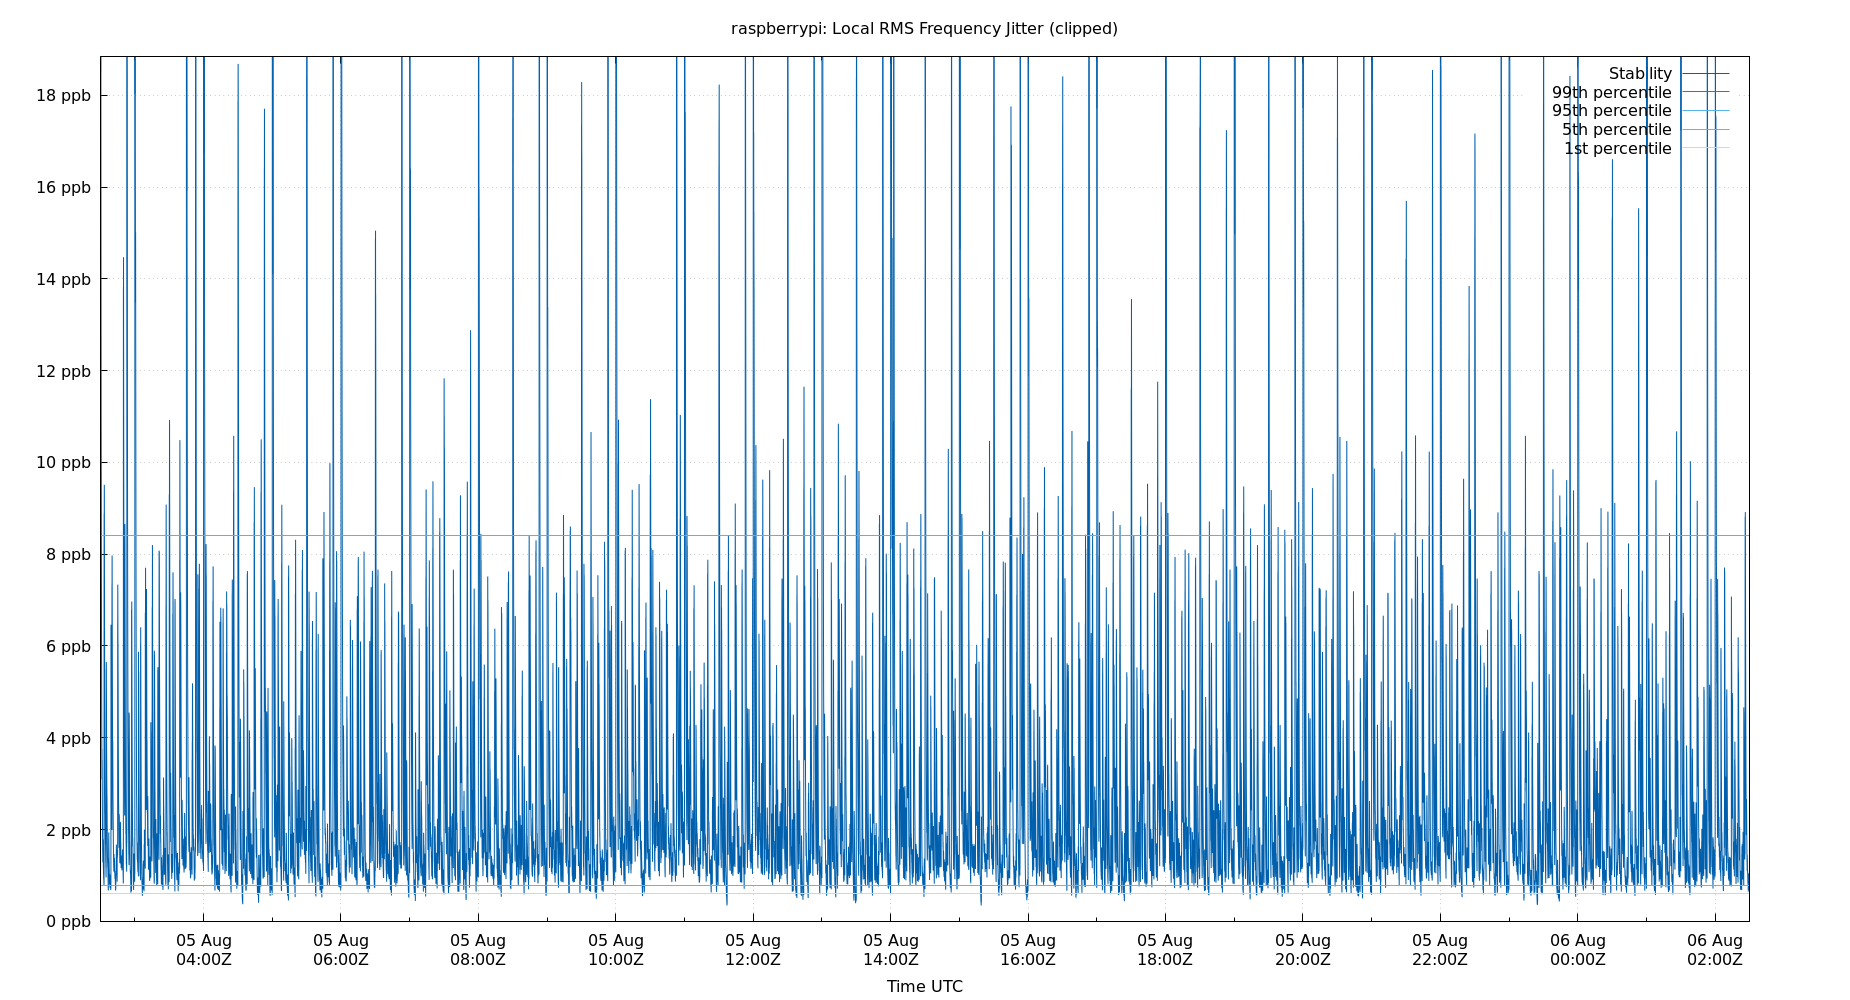 raspberrypi: Local RMS Frequency Jitter (clipped)
Stability
99th percentile
95th percentile
5th percentile
1st percentile
18 ppb
16 ppb
14 ppb
12 ppb
10 ppb
8 ppb
6 ppb
4 ppb
2 ppb
0 ppb
05 Aug 05 Aug 05 Aug 05 Aug 05 Aug 05 Aug 05 Aug 05 Aug 05 Aug 05 Aug 06 Aug 06 Aug
04:00Z 06:00Z 08:00Z 10:00Z 12:00Z 14:00Z 16:00Z 18:00Z 20:00Z 22:00Z 00:00Z 02:00Z
Time UTC